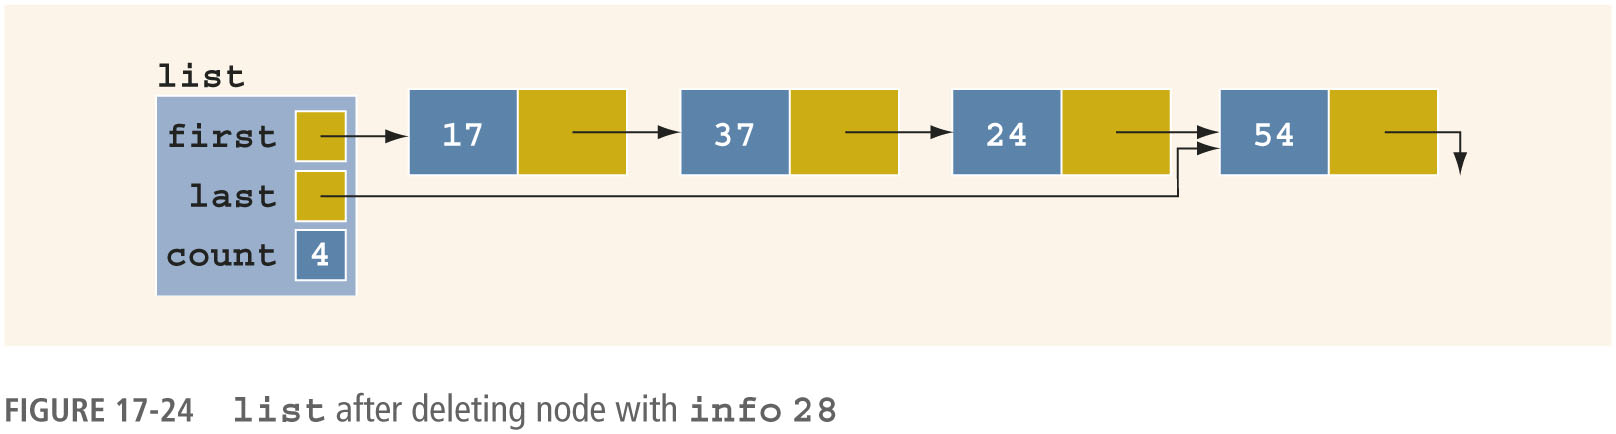 list
first 17 37 24 54
last
count 4
FIGURE 17-24 list after deleting node with info 28